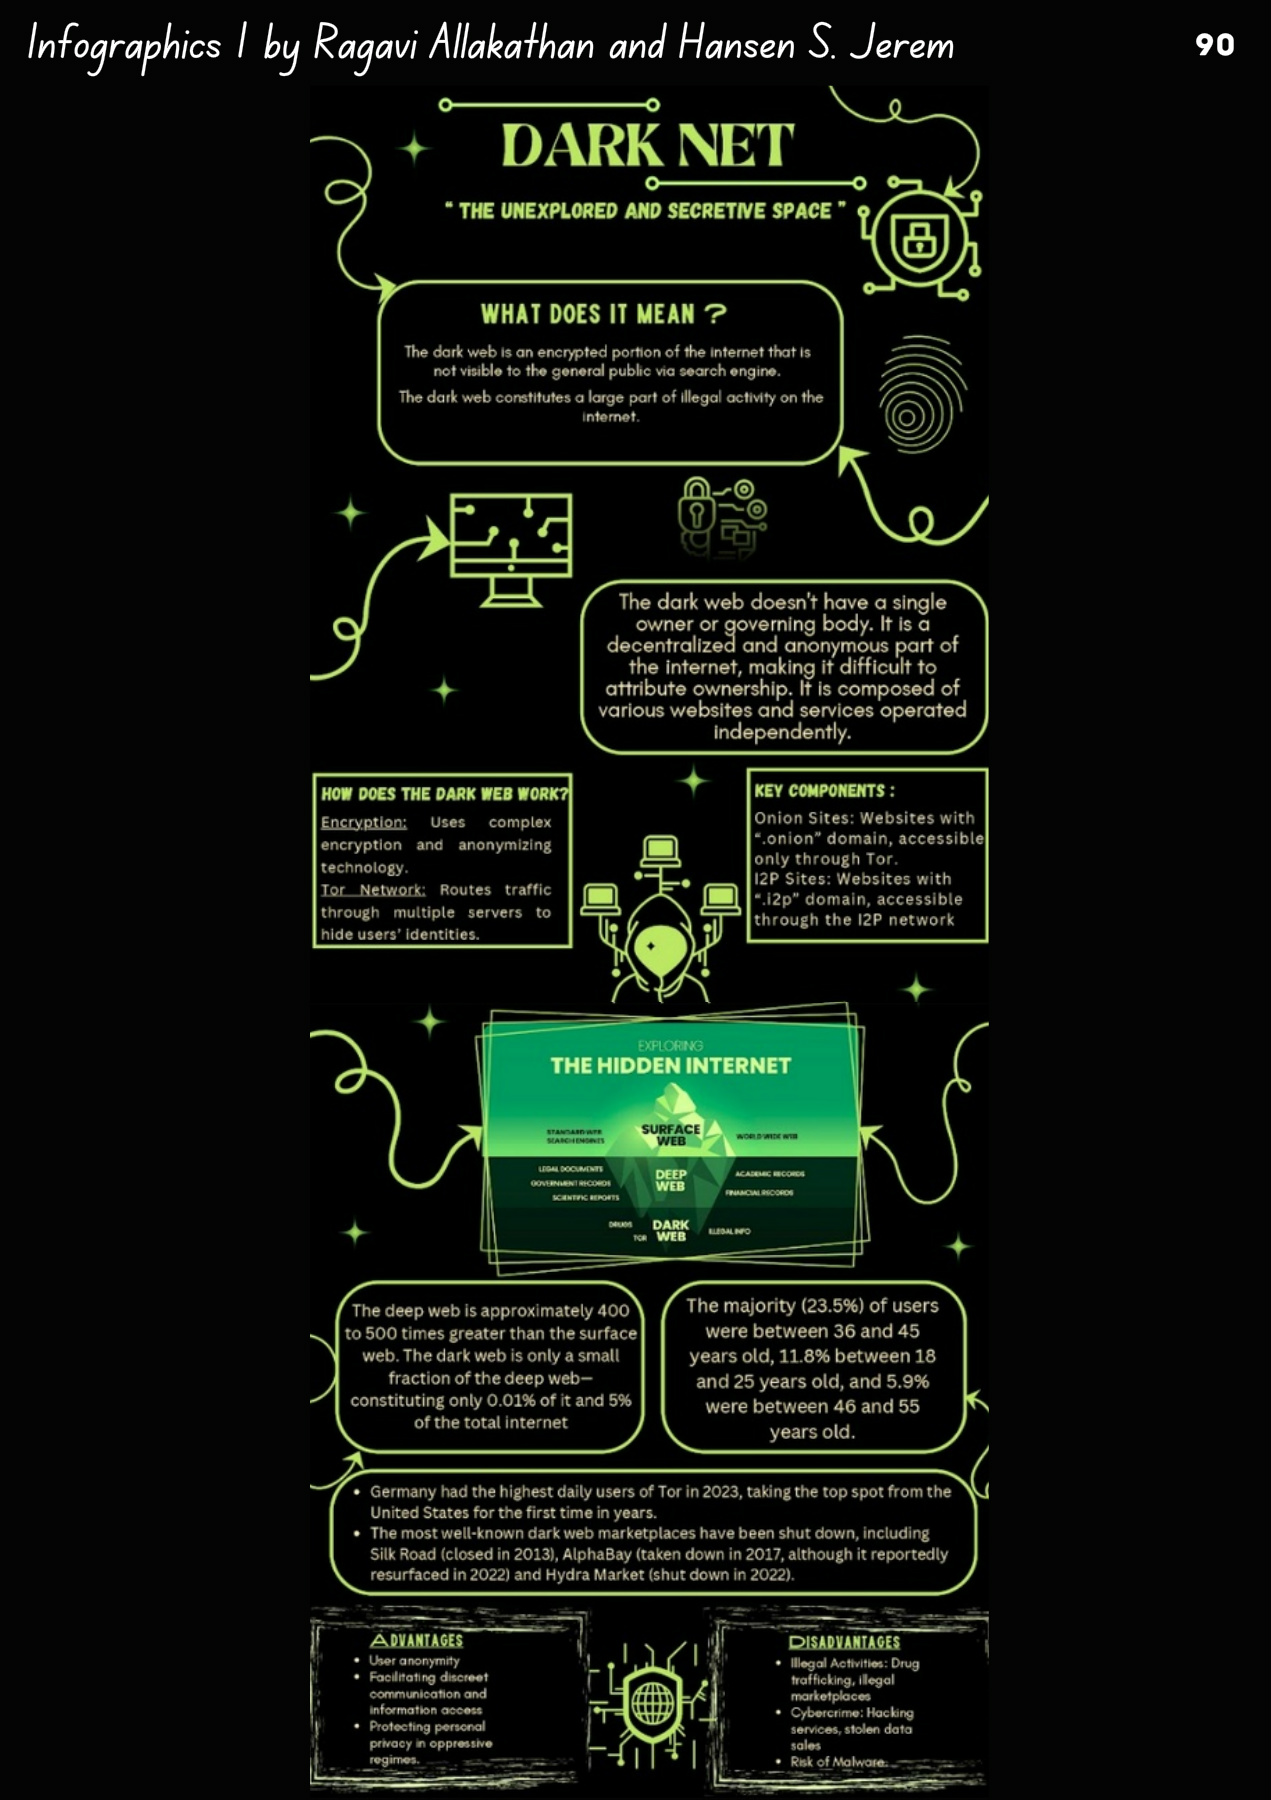 Infographics 1 by Ragavi Allakathan and Hansen S. Jerem
90
DARK NET
“ THE UNEXPLORED AND SECRETIVE SPACE ”
WHAT DOES IT MEAN ?
The dark web is an encrypted portion of the internet that is
not visible to the general public via search engine.
The dark web constitutes a large part of illegal activity on the
internet.
The dark web doesn't have a single
owner or governing body. It is a
decentralized and anonymous part of
the internet, making it difficult to
attribute ownership. It is composed of
various websites and services operated
independently.
HOW DOES THE DARK WEB WORK?
Encryption: Uses complex
encryption and anonymizing
technology.
Tor Network: Routes traffic
through multiple servers to
hide users’ identities.
KEY COMPONENTS :
Onion Sites: Websites with
“.onion” domain, accessible
only through Tor.
I2P Sites: Websites with
“.i2p” domain, accessible
through the I2P network
EXPLORING
THE HIDDEN INTERNET
STANDARD WEB
SEARCH ENGINES
SURFACE
WEB
WORLD WIDE WEB
LEGAL DOCUMENTS
GOVERNMENT RECORDS
SCIENTIFIC REPORTS
DEEP
WEB
ACADEMIC RECORDS
FINANCIAL RECORDS
DRUGS
TOR
DARK
WEB
ILLEGAL INFO
The deep web is approximately 400
to 500 times greater than the surface
web. The dark web is only a small
fraction of the deep web—
constituting only 0.01% of it and 5%
of the total internet
The majority (23.5%) of users
were between 36 and 45
years old, 11.8% between 18
and 25 years old, and 5.9%
were between 46 and 55
years old.
• Germany had the highest daily users of Tor in 2023, taking the top spot from the
United States for the first time in years.
• The most well-known dark web marketplaces have been shut down, including
Silk Road (closed in 2013), AlphaBay (taken down in 2017, although it reportedly
resurfaced in 2022) and Hydra Market (shut down in 2022).
ADVANTAGES
• User anonymity
• Facilitating discreet
communication and
information access
• Protecting personal
privacy in oppressive
regimes.
DISADVANTAGES
• Illegal Activities: Drug
trafficking, illegal
marketplaces
• Cybercrime: Hacking
services, stolen data
sales
• Risk of Malware.